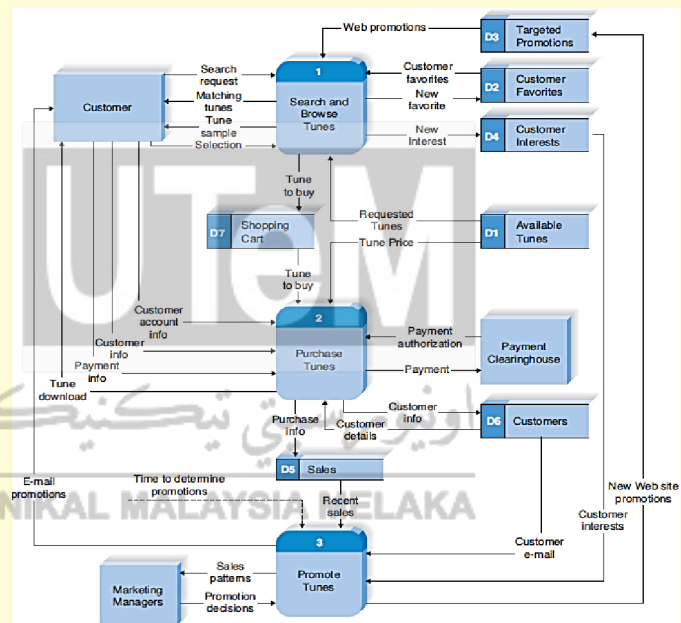 Web promotions
D3
Targeted
Promotions
1
Customer
Search
request
Matching
tunes
Tune
sample
Selection
Search and
Browse
Tunes
Customer
favorites
New
favorite
D2
Customer
Favorites
New
Interest
D4
Customer
Interests
Tune
to buy
Requested
Tunes
Tune Price
D1
Available
Tunes
D7
Shopping
Cart
UTeM
Tune
to buy
Customer
account
info
Customer
info
Payment
info
Tune
download
2
Purchase
Tunes
Payment
authorization
Payment
Payment
Clearinghouse
Purchase
info
Customer
info
Customer
details
D6
Customers
D5
Sales
E-mail
promotions
Time to determine
promotions
Recent
sales
New Web site
promotions
Customer
interests
Customer
e-mail
NIKAL MALAYSIA MELAKA
3
Promote
Tunes
Sales
patterns
Promotion
decisions
Marketing
Managers